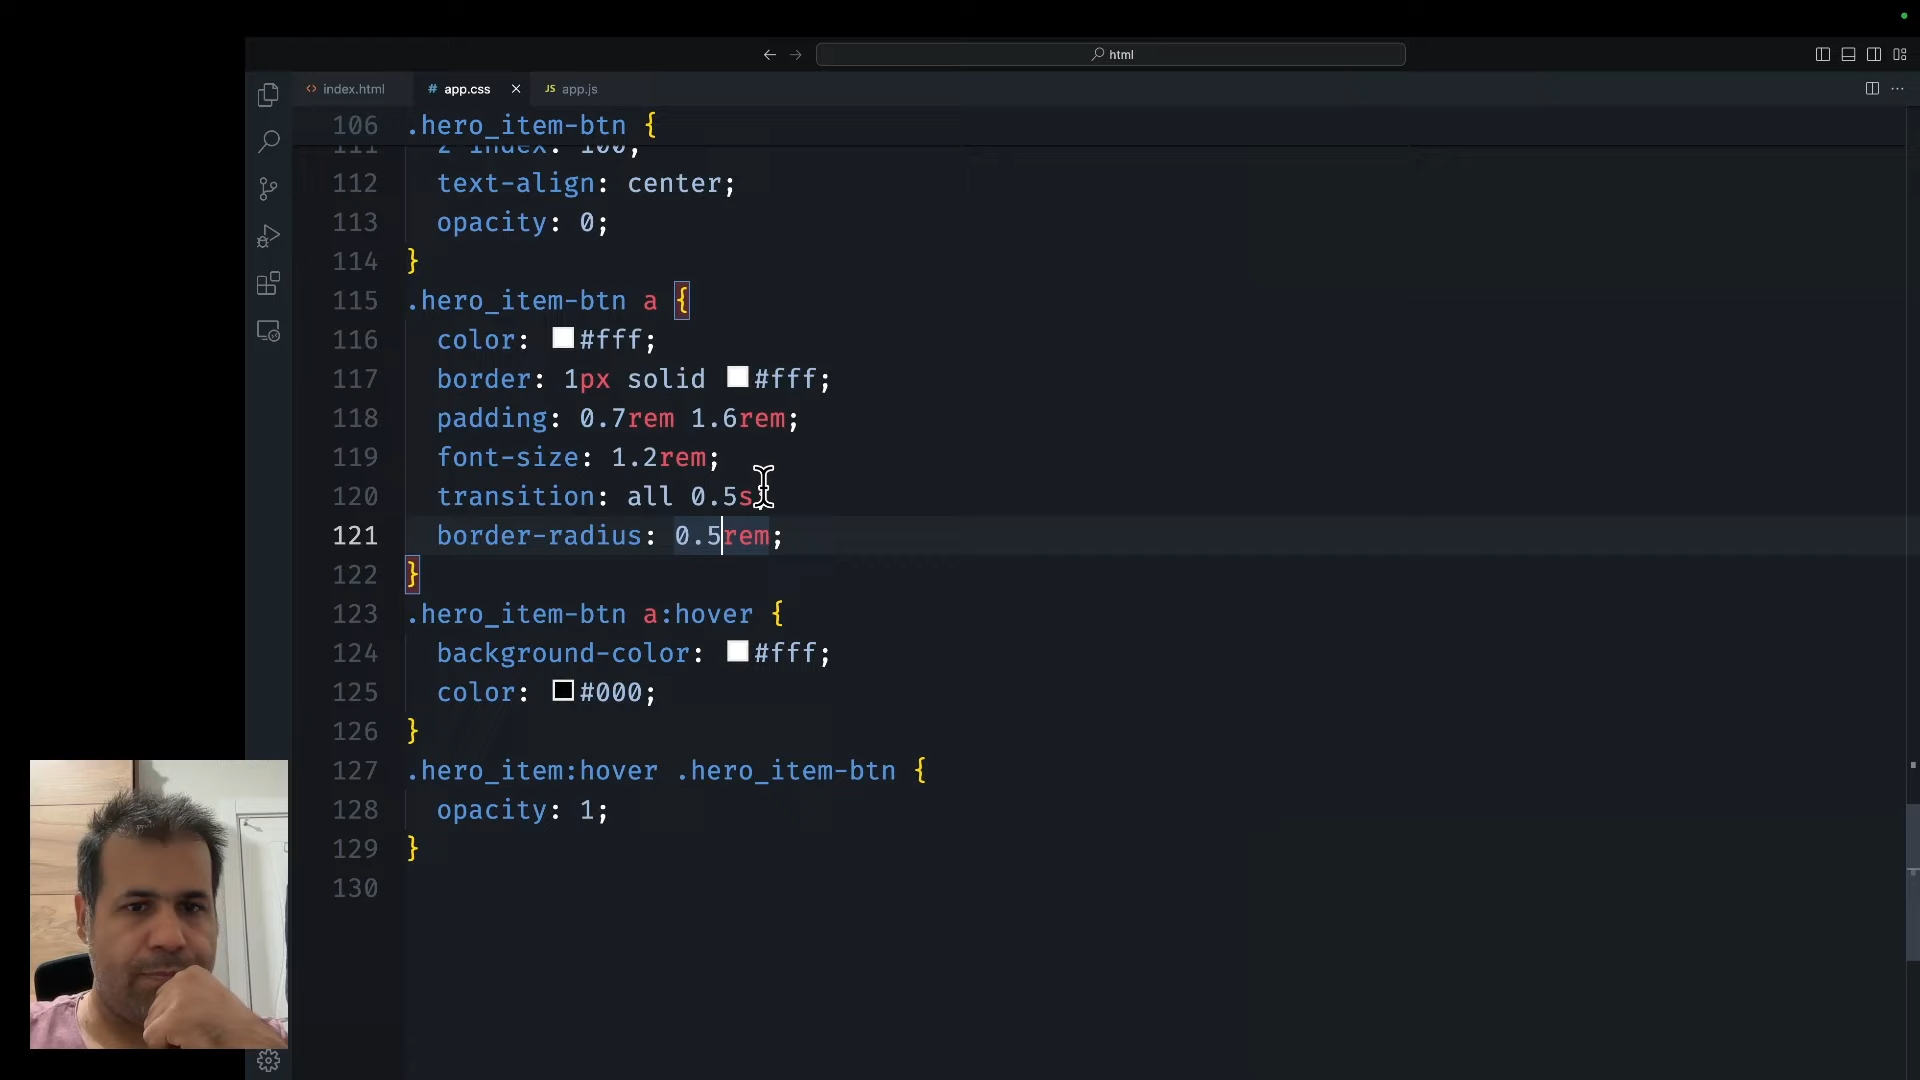 html
index.html
# app.css
JS app.js
106 .hero_item-btn {
111 z-index: 100;
112 text-align: center;
113 opacity: 0;
114 }
115 .hero_item-btn a {
116 color: #fff;
117 border: 1px solid #fff;
118 padding: 0.7rem 1.6rem;
119 font-size: 1.2rem;
120 transition: all 0.5s;
121 border-radius: 0.5rem;
122 }
123 .hero_item-btn a:hover {
124 background-color: #fff;
125 color: #000;
126 }
127 .hero_item:hover .hero_item-btn {
128 opacity: 1;
129 }
130